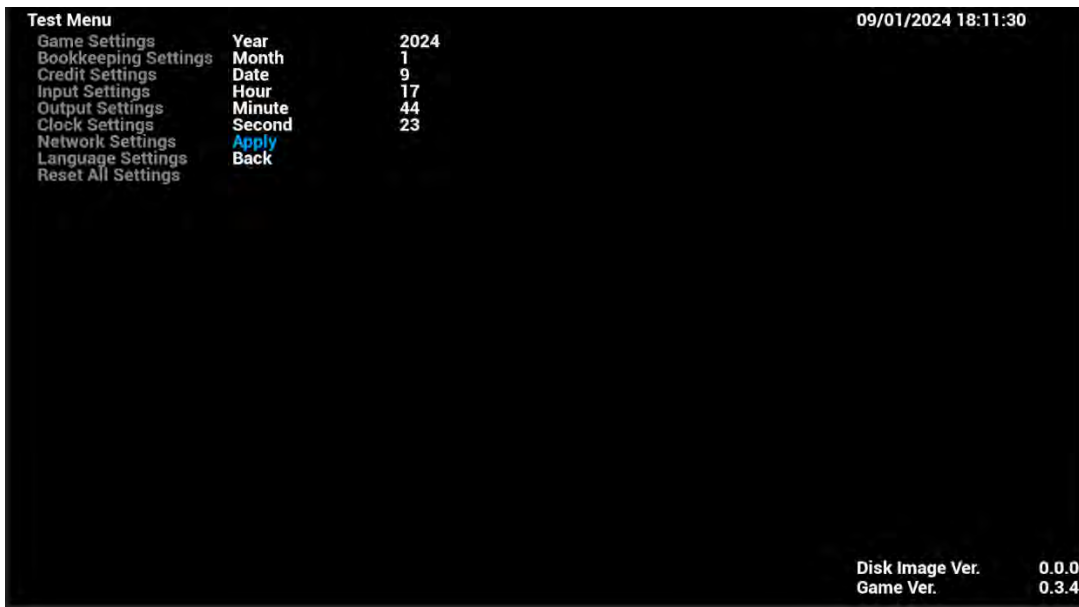 Test Menu 09/01/2024 18:11:30
Game Settings Year 2024
Bookkeeping Settings Month 1
Credit Settings Date 9
Input Settings Hour 17
Output Settings Minute 44
Clock Settings Second 23
Network Settings Apply
Language Settings Back
Reset All Settings
Disk Image Ver. 0.0.0
Game Ver. 0.3.4